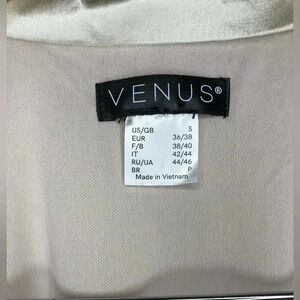 VENUS®
US/GB S
EUR 36/38
F/B 38/40
IT 42/44
RU/UA 44/46
BR P
Made in Vietnam